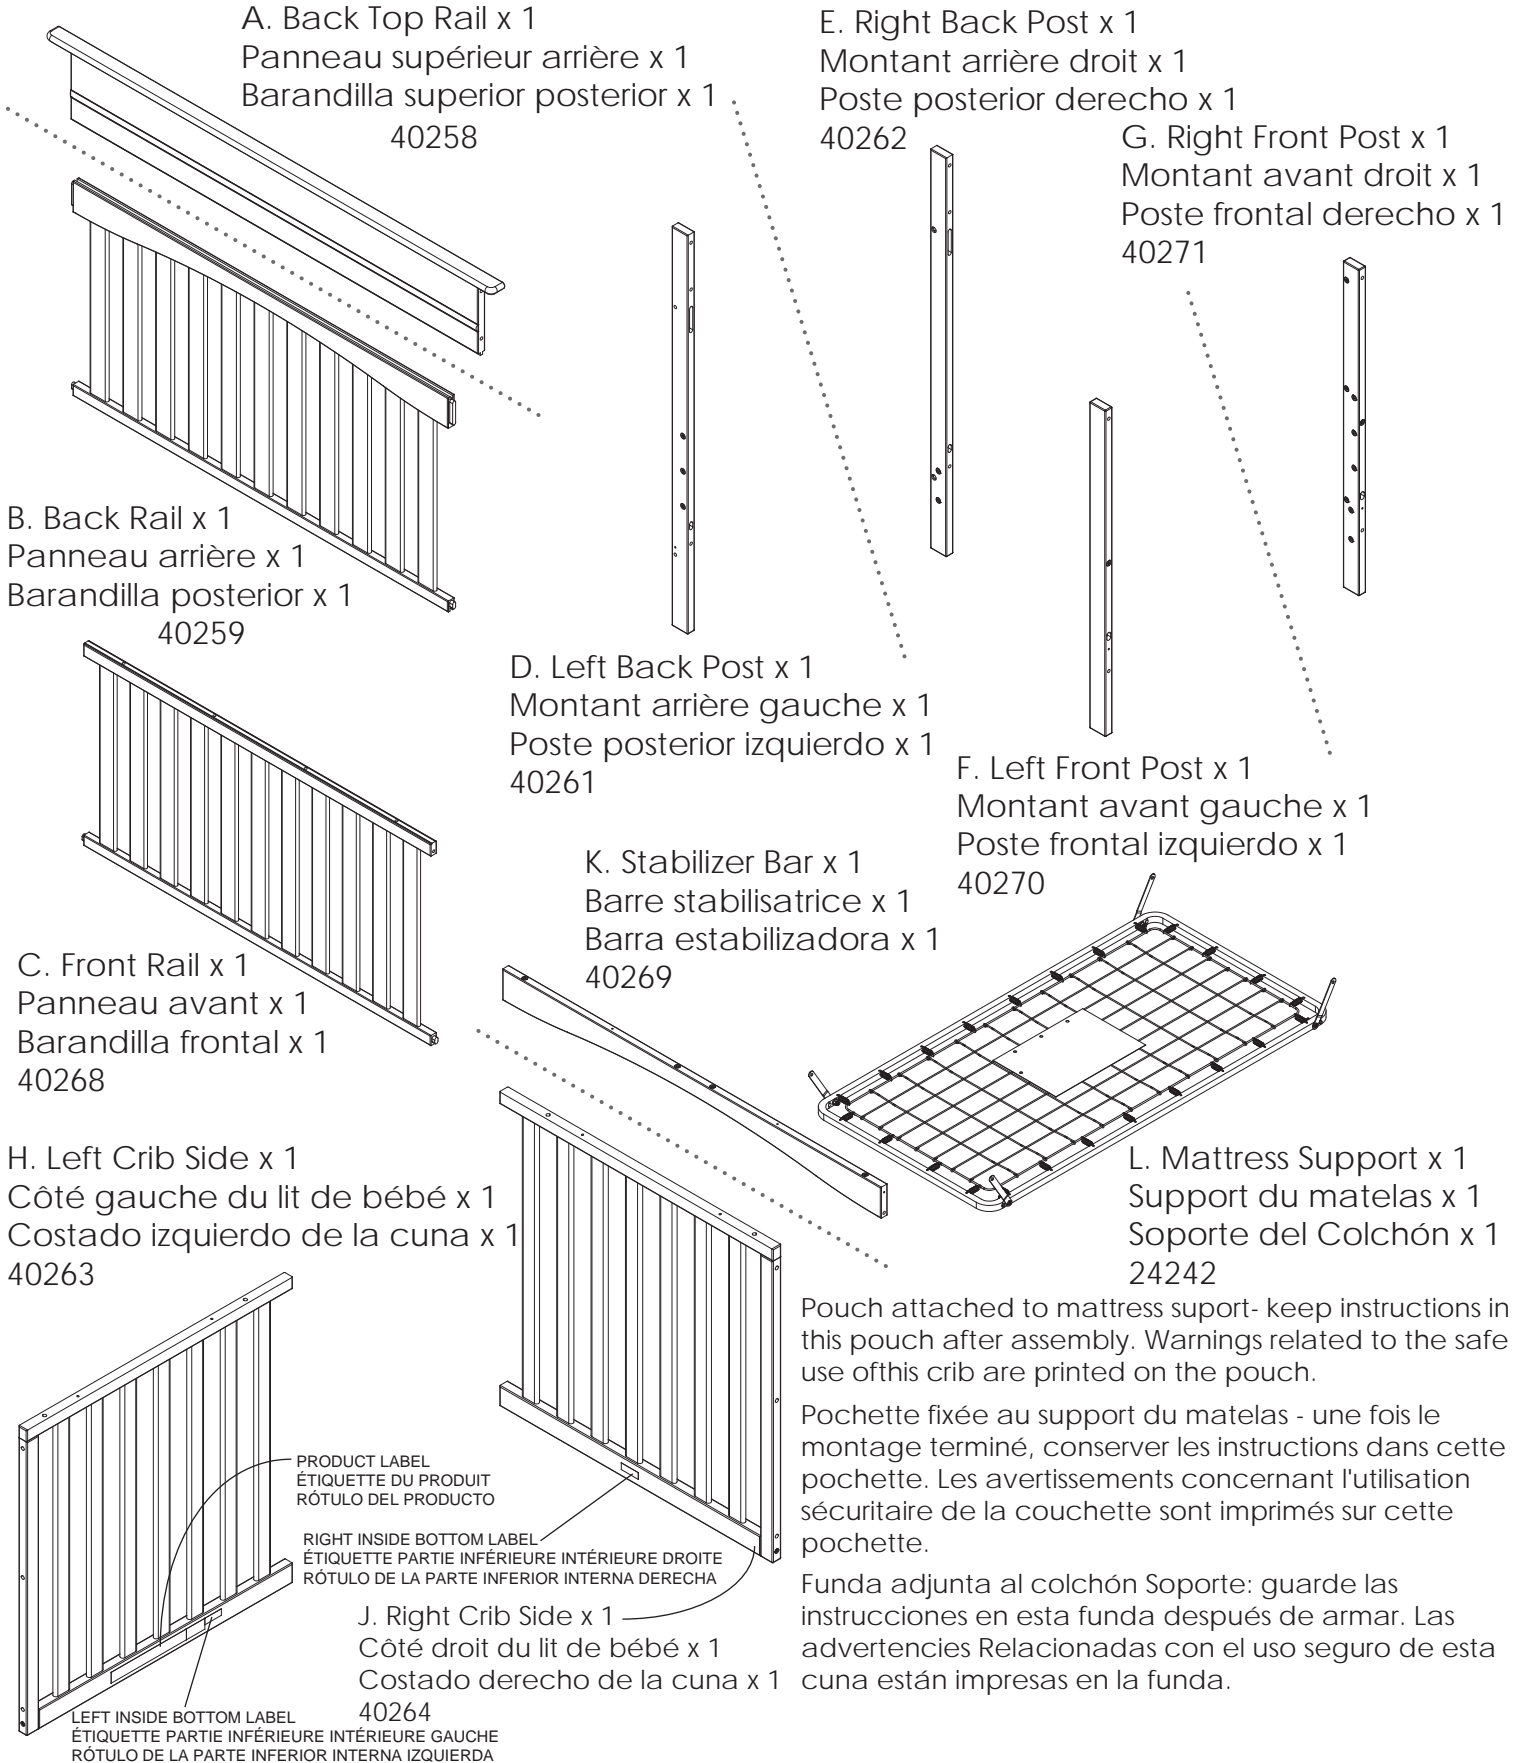 A. Back Top Rail x 1
Panneau supérieur arrière x 1
Barandilla superior posterior x 1
40258
E. Right Back Post x 1
Montant arrière droit x 1
Poste posterior derecho x 1
40262
G. Right Front Post x 1
Montant avant droit x 1
Poste frontal derecho x 1
40271
B. Back Rail x 1
Panneau arrière x 1
Barandilla posterior x 1
40259
D. Left Back Post x 1
Montant arrière gauche x 1
Poste posterior izquierdo x 1
40261
F. Left Front Post x 1
Montant avant gauche x 1
Poste frontal izquierdo x 1
40270
K. Stabilizer Bar x 1
Barre stabilisatrice x 1
Barra estabilizadora x 1
40269
C. Front Rail x 1
Panneau avant x 1
Barandilla frontal x 1
40268
H. Left Crib Side x 1
Côté gauche du lit de bébé x 1
Costado izquierdo de la cuna x 1
40263
L. Mattress Support x 1
Support du matelas x 1
Soporte del Colchón x 1
24242
Pouch attached to mattress suport- keep instructions in
this pouch after assembly. Warnings related to the safe
use ofthis crib are printed on the pouch.
Pochette fixée au support du matelas - une fois le
montage terminé, conserver les instructions dans cette
pochette. Les avertissements concernant l'utilisation
sécuritaire de la couchette sont imprimés sur cette
pochette.
Funda adjunta al colchón Soporte: guarde las
instrucciones en esta funda después de armar. Las
advertencies Relacionadas con el uso seguro de esta
cuna están impresas en la funda.
PRODUCT LABEL
ÉTIQUETTE DU PRODUIT
RÓTULO DEL PRODUCTO
RIGHT INSIDE BOTTOM LABEL
ÉTIQUETTE PARTIE INFÉRIEURE INTÉRIEURE DROITE
RÓTULO DE LA PARTE INFERIOR INTERNA DERECHA
J. Right Crib Side x 1
Côté droit du lit de bébé x 1
Costado derecho de la cuna x 1
40264
LEFT INSIDE BOTTOM LABEL
ÉTIQUETTE PARTIE INFÉRIEURE INTÉRIEURE GAUCHE
RÓTULO DE LA PARTE INFERIOR INTERNA IZQUIERDA